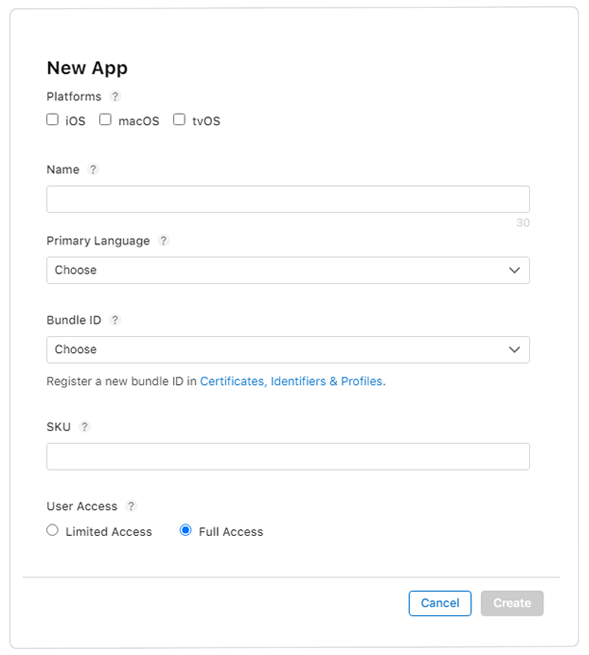 New App
Platforms ?
iOS macOS tvOS
Name ?
30
Primary Language ?
Choose
Bundle ID ?
Choose
Register a new bundle ID in Certificates, Identifiers & Profiles.
SKU ?
User Access ?
Limited Access Full Access
Cancel Create